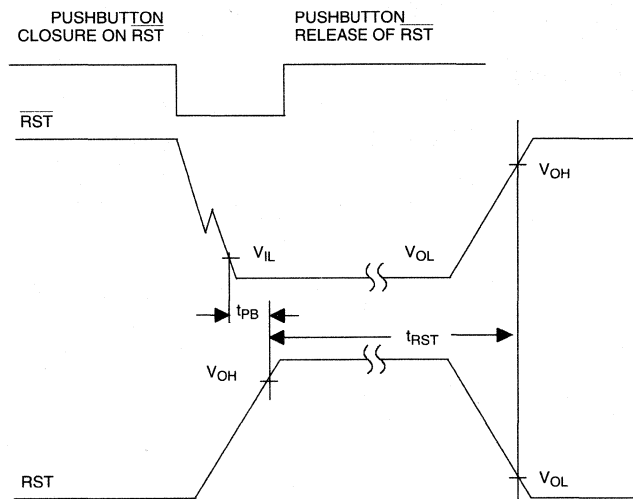 PUSHBUTTON
CLOSURE ON RST
PUSHBUTTON
RELEASE OF RST
RST
VOH
VIL
VOL
tPB
tRST
VOH
RST
VOL